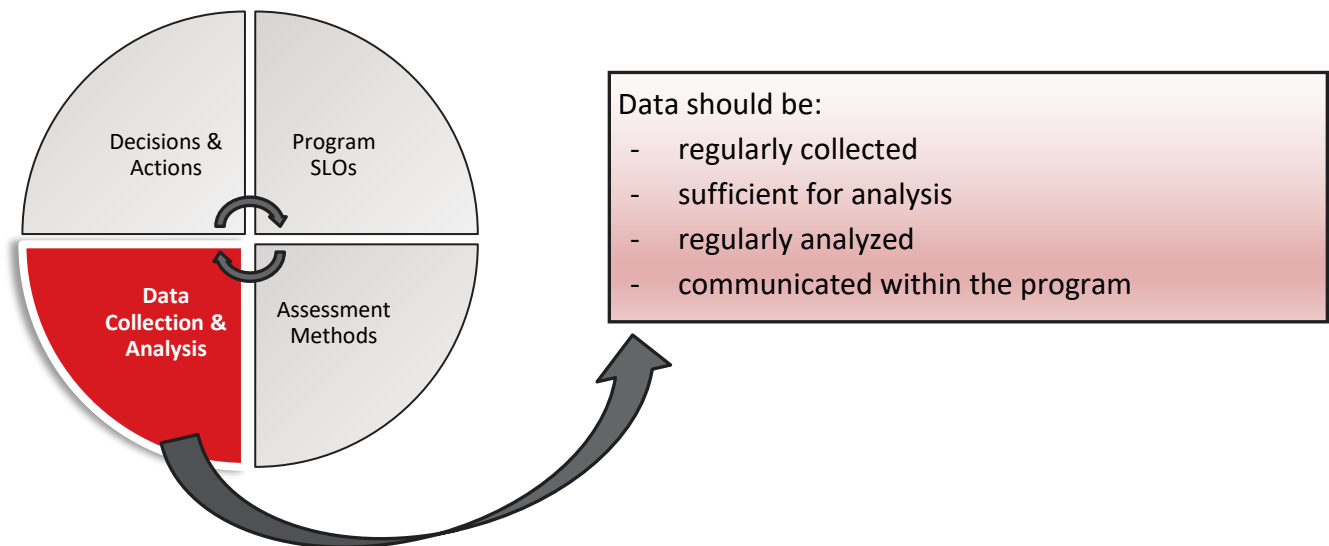 Decisions &
Actions
Program
SLOs
Data
Collection &
Analysis
Assessment
Methods
Data should be:
- regularly collected
- sufficient for analysis
- regularly analyzed
- communicated within the program